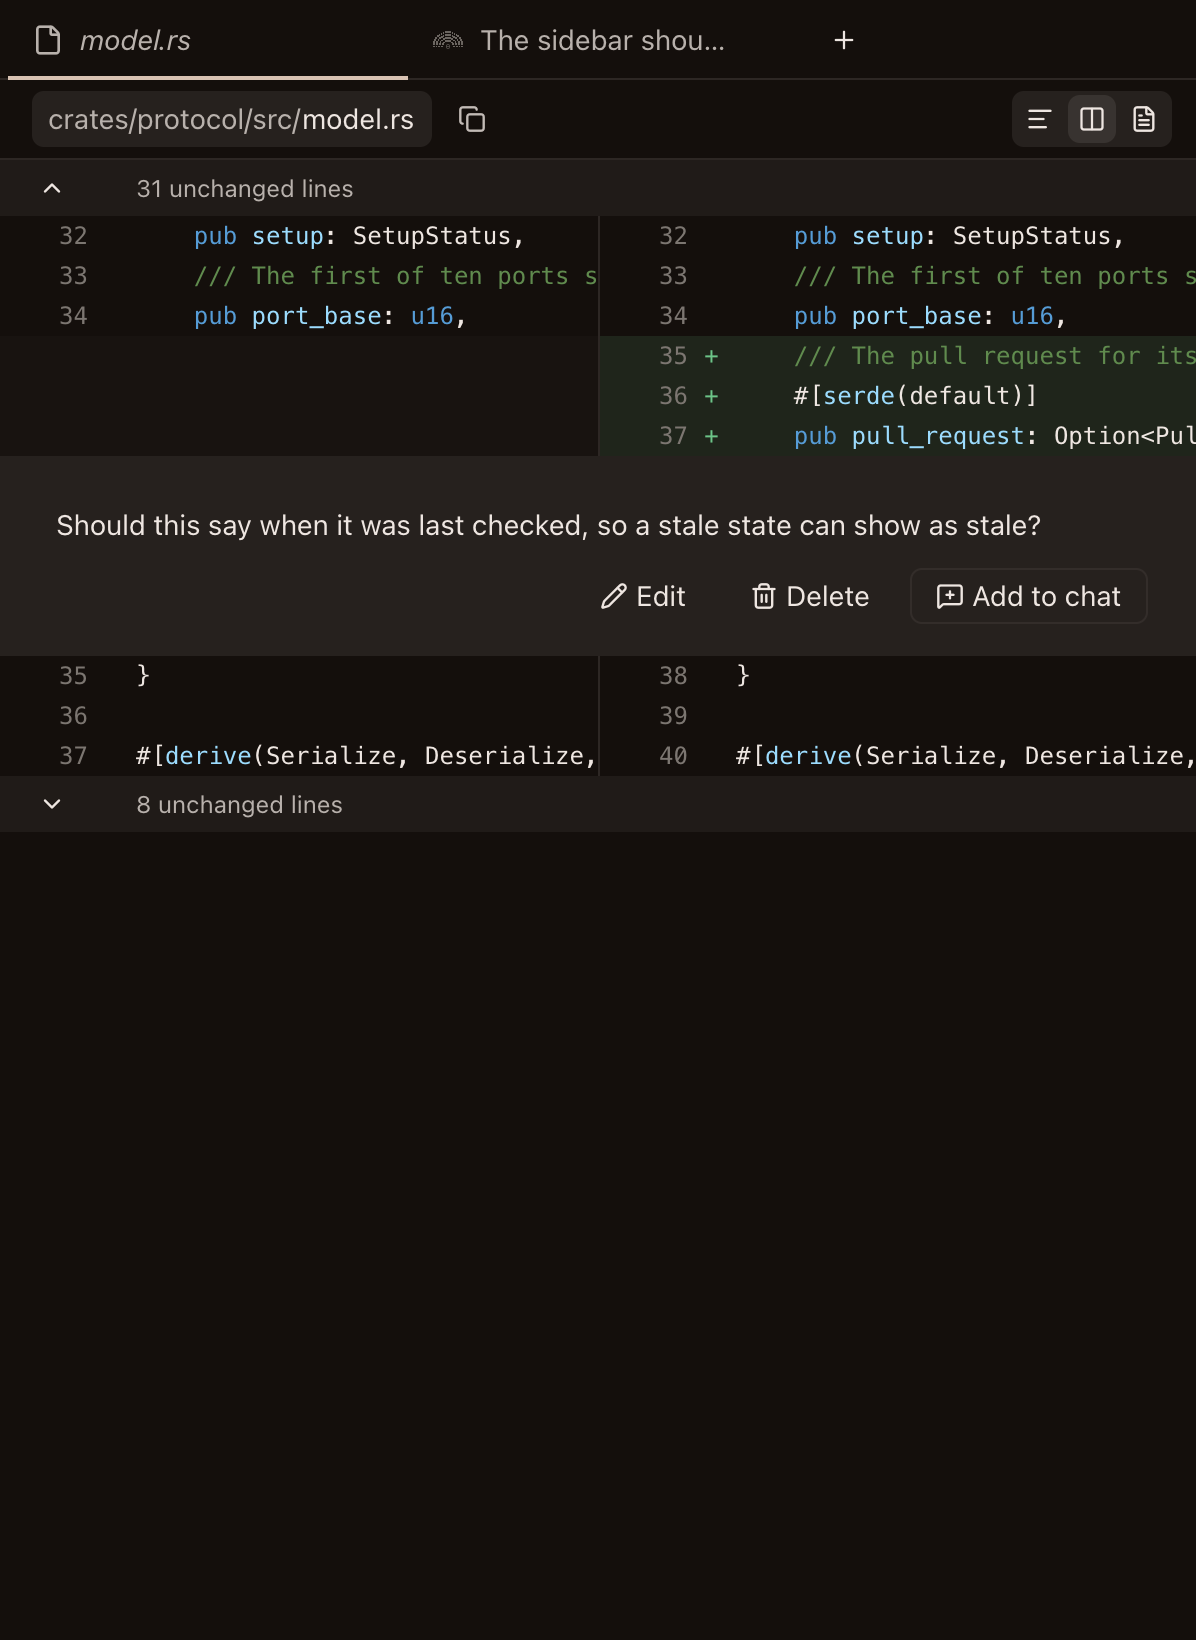 model.rs
The sidebar shou...
crates/protocol/src/model.rs
31 unchanged lines
32 pub setup: SetupStatus,
33 /// The first of ten ports s
34 pub port_base: u16,
32 pub setup: SetupStatus,
33 /// The first of ten ports s
34 pub port_base: u16,
35 + /// The pull request for its
36 + #[serde(default)]
37 + pub pull_request: Option<Pul
Should this say when it was last checked, so a stale state can show as stale?
Edit Delete Add to chat
35 }
36
37 #[derive(Serialize, Deserialize,
38 }
39
40 #[derive(Serialize, Deserialize,
8 unchanged lines